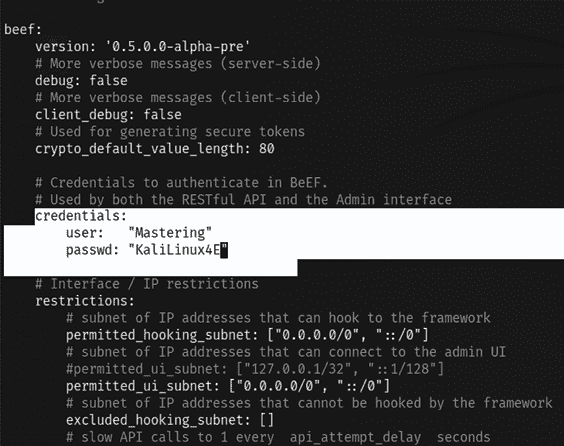 beef:
version: '0.5.0.0-alpha-pre'
# More verbose messages (server-side)
debug: false
# More verbose messages (client-side)
client_debug: false
# Used for generating secure tokens
crypto_default_value_length: 80
# Credentials to authenticate in BeEF.
# Used by both the RESTful API and the Admin interface
credentials:
user: "Mastering"
passwd: "KaliLinux4E"
# Interface / IP restrictions
restrictions:
# subnet of IP addresses that can hook to the framework
permitted_hooking_subnet: ["0.0.0.0/0", "::/0"]
# subnet of IP addresses that can connect to the admin UI
#permitted_ui_subnet: ["127.0.0.1/32", "::1/128"]
permitted_ui_subnet: ["0.0.0.0/0", "::/0"]
# subnet of IP addresses that cannot be hooked by the framework
excluded_hooking_subnet: []
# slow API calls to 1 every api_attempt_delay seconds